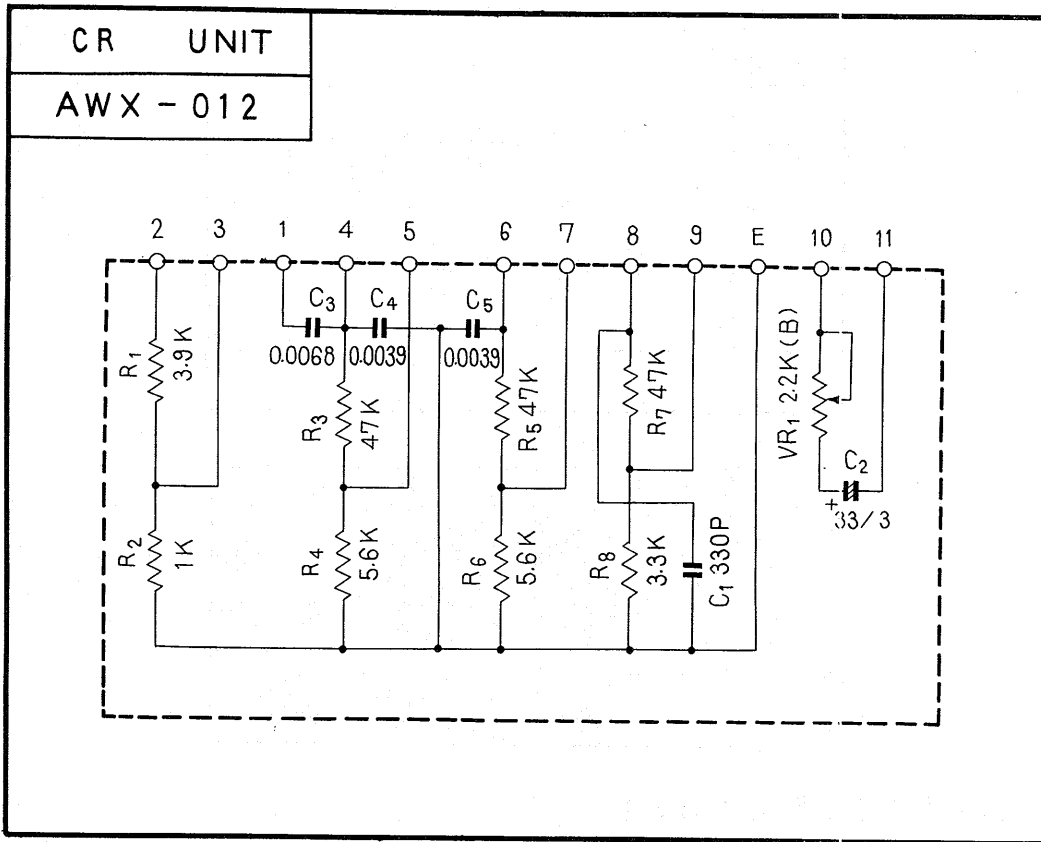 CR UNIT
AWX-012
2 3 1 4 5 6 7 8 9 E 10 11
C3 C4 C5
0.0068 0.0039 0.0039
R1 3.9K
R3 47K
R5 47K
R7 47K
VR1 2.2K(B)
C2
+
33/3
R2 1K
R4 5.6K
R6 5.6K
R8 3.3K
C1 330P